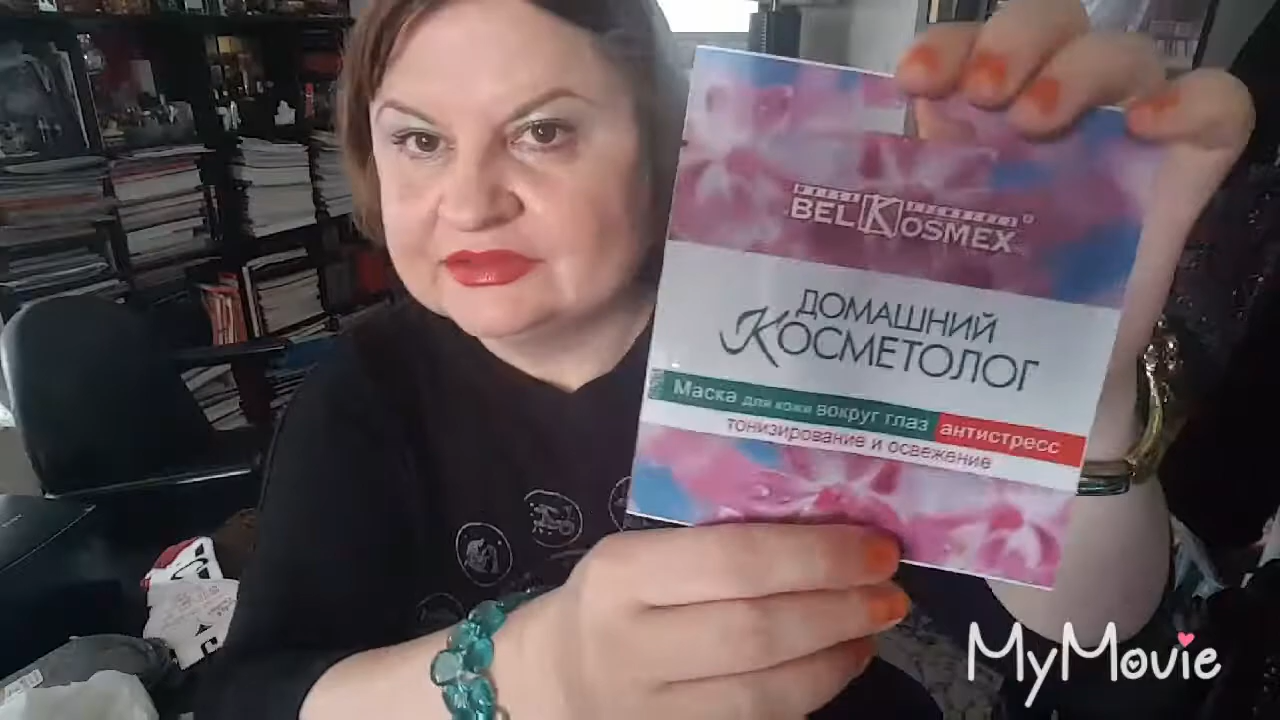 BELKOSMEX
ДОМАШНИЙ
КОСМЕТОЛОГ
Маска для кожи вокруг глаз антистресс
тонизирование и освежение
MyMovie